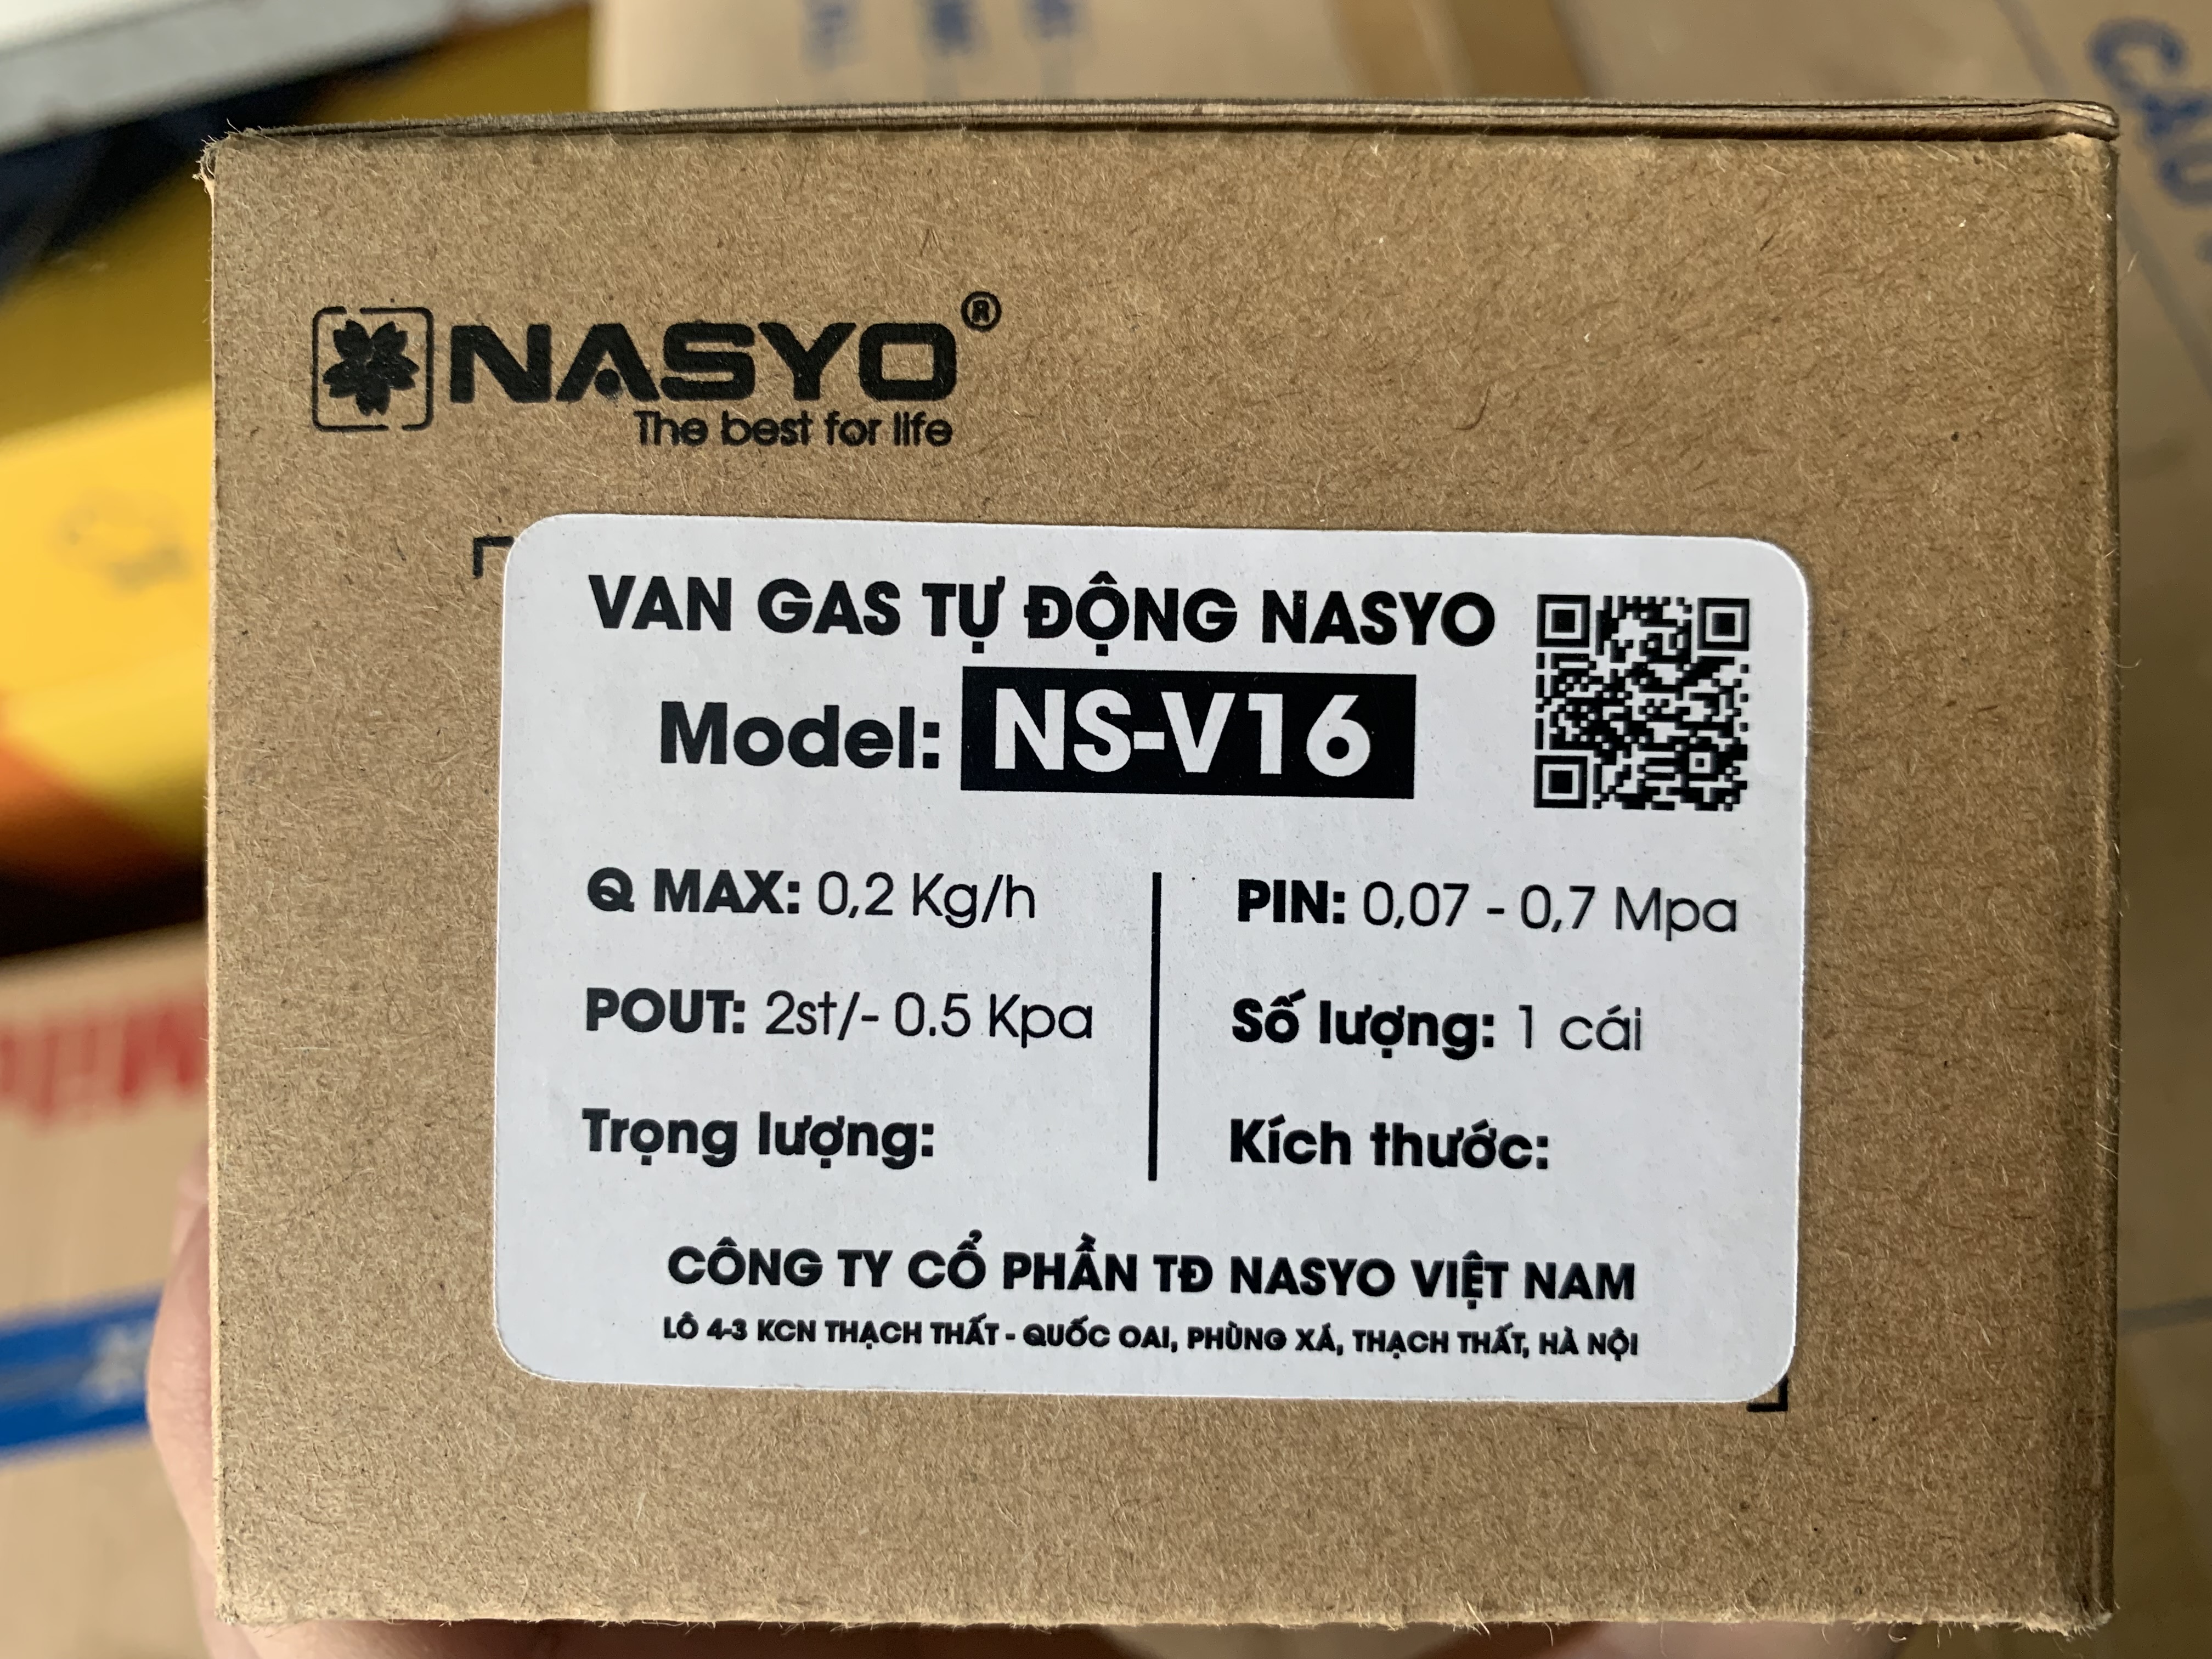 NASYO®
The best for life
VAN GAS TỰ ĐỘNG NASYO
Model: NS-V16
Q MAX: 0,2 Kg/h
PIN: 0,07 - 0,7 Mpa
POUT: 2st/- 0.5 Kpa
Số lượng: 1 cái
Trọng lượng:
Kích thước:
CÔNG TY CỔ PHẦN TĐ NASYO VIỆT NAM
LÔ 4-3 KCN THẠCH THẤT - QUỐC OAI, PHÙNG XÁ, THẠCH THẤT, HÀ NỘI